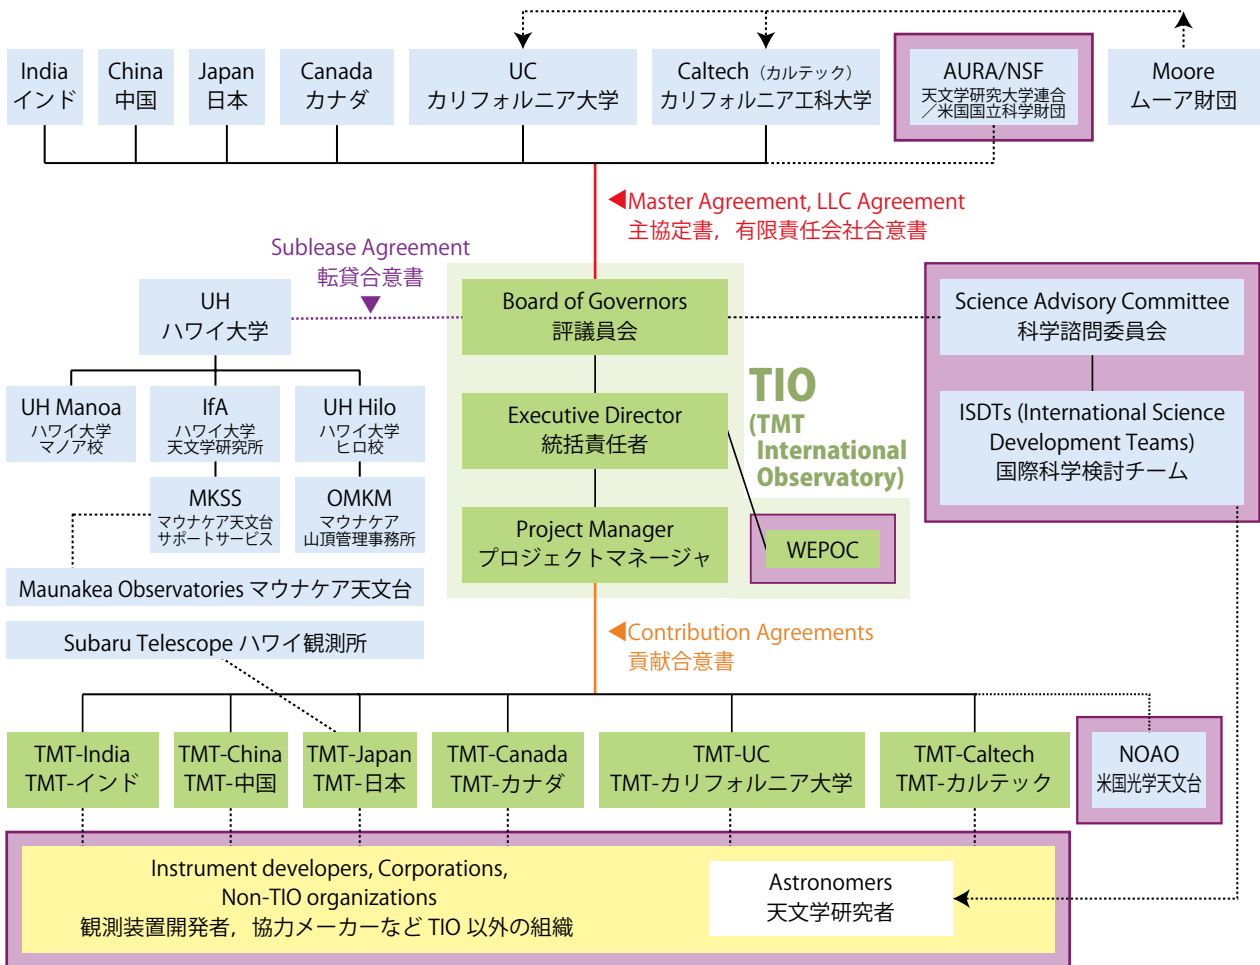 India
インド
China
中国
Japan
日本
Canada
カナダ
UC
カリフォルニア大学
Caltech（カルテック）
カリフォルニア工科大学
AURA/NSF
天文学研究大学連合
／米国国立科学財団
Moore
ムーア財団
◀Master Agreement, LLC Agreement
主協定書，有限責任会社合意書
Sublease Agreement
転貸合意書
▼
UH
ハワイ大学
Board of Governors
評議員会
Science Advisory Committee
科学諮問委員会
UH Manoa
ハワイ大学
マノア校
IfA
ハワイ大学
天文学研究所
UH Hilo
ハワイ大学
ヒロ校
Executive Director
統括責任者
TIO
(TMT
International
Observatory)
ISDTs (International Science
Development Teams)
国際科学検討チーム
MKSS
マウナケア天文台
サポートサービス
OMKM
マウナケア
山頂管理事務所
Project Manager
プロジェクトマネージャ
WEPOC
Maunakea Observatories マウナケア天文台
Subaru Telescope ハワイ観測所
◀Contribution Agreements
貢献合意書
TMT-India
TMT-インド
TMT-China
TMT-中国
TMT-Japan
TMT-日本
TMT-Canada
TMT-カナダ
TMT-UC
TMT-カリフォルニア大学
TMT-Caltech
TMT-カルテック
NOAO
米国光学天文台
Instrument developers, Corporations,
Non-TIO organizations
観測装置開発者，協力メーカーなど TIO 以外の組織
Astronomers
天文学研究者